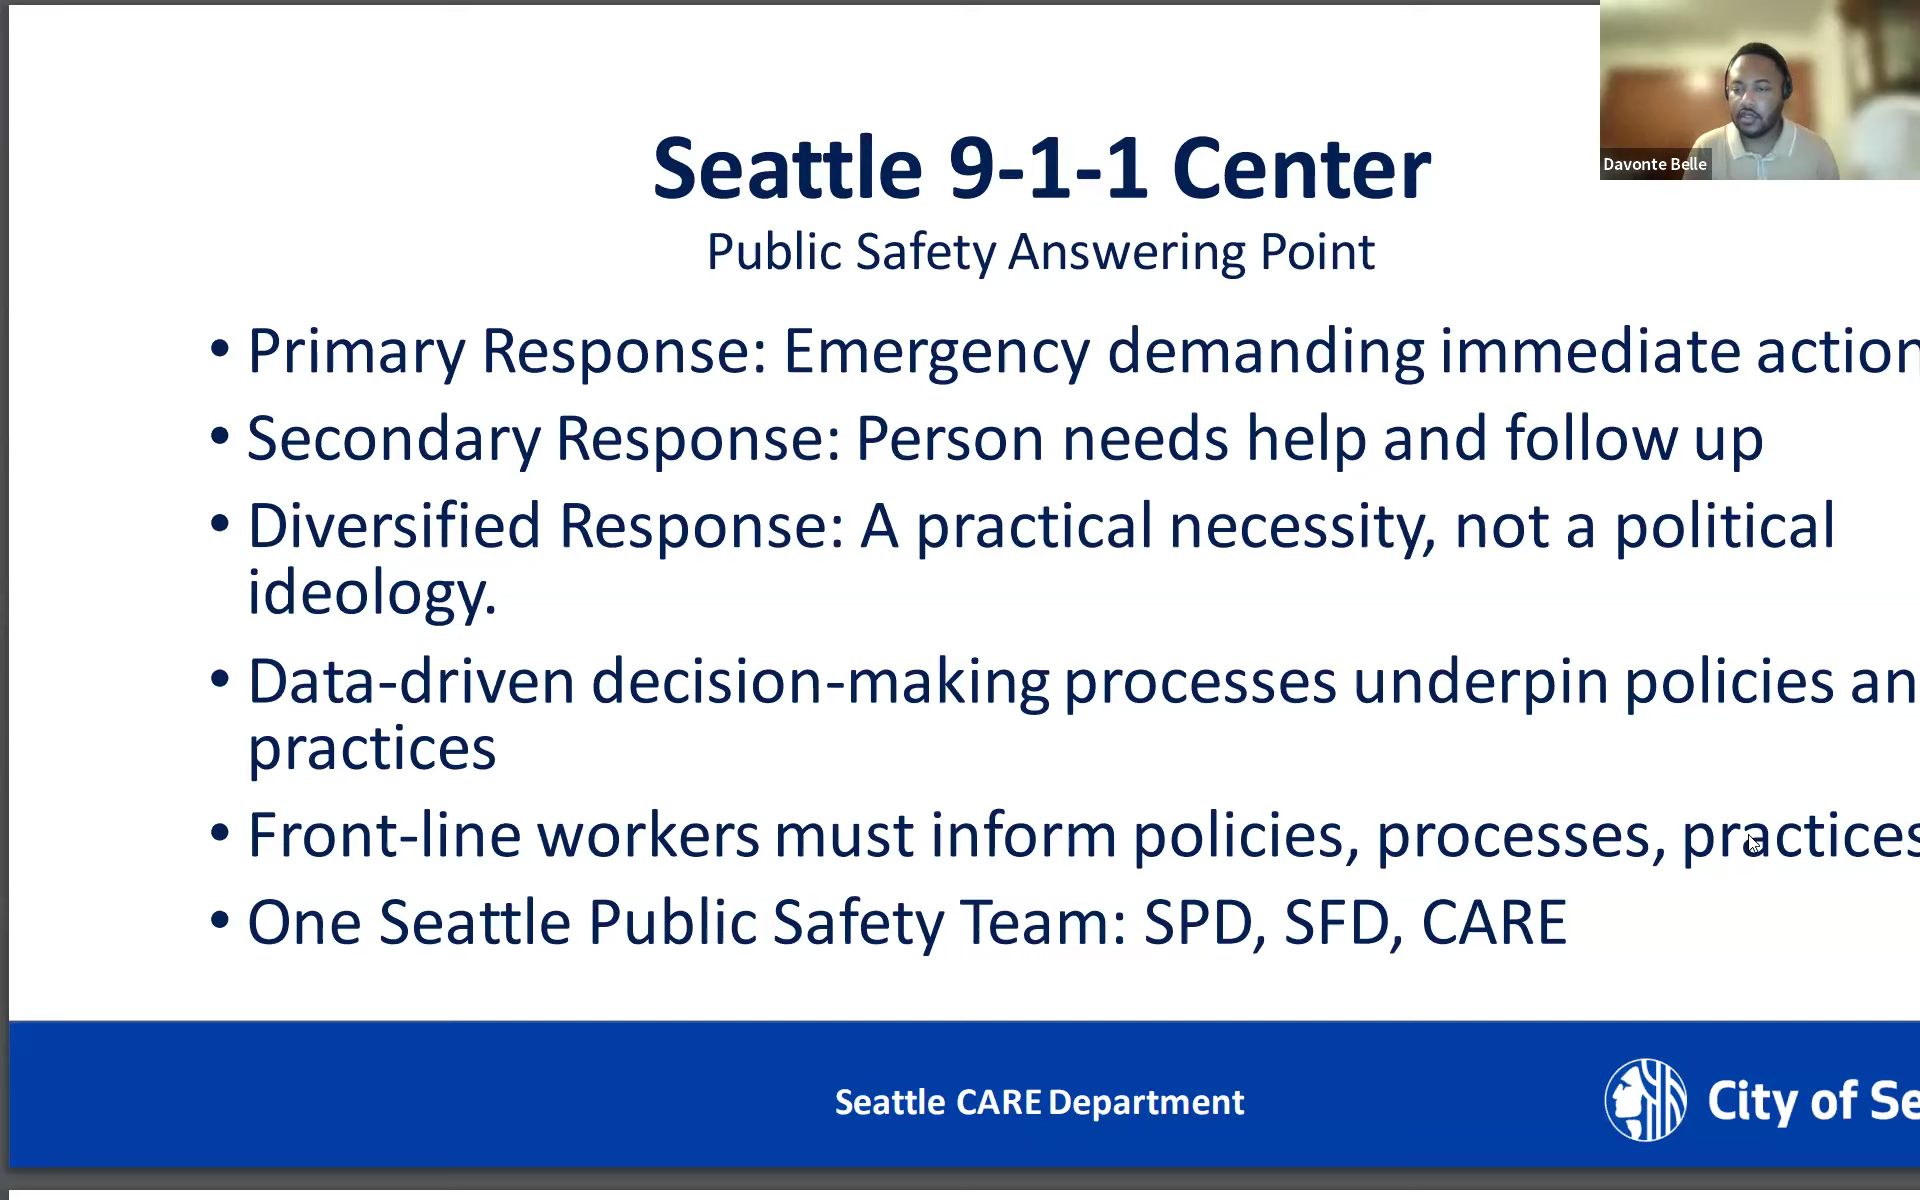 Seattle 9-1-1 Center
Davonte Belle
Public Safety Answering Point
• Primary Response: Emergency demanding immediate action
• Secondary Response: Person needs help and follow up
• Diversified Response: A practical necessity, not a political
ideology.
• Data-driven decision-making processes underpin policies an
practices
• Front-line workers must inform policies, processes, practices
• One Seattle Public Safety Team: SPD, SFD, CARE
Seattle CARE Department
City of Se